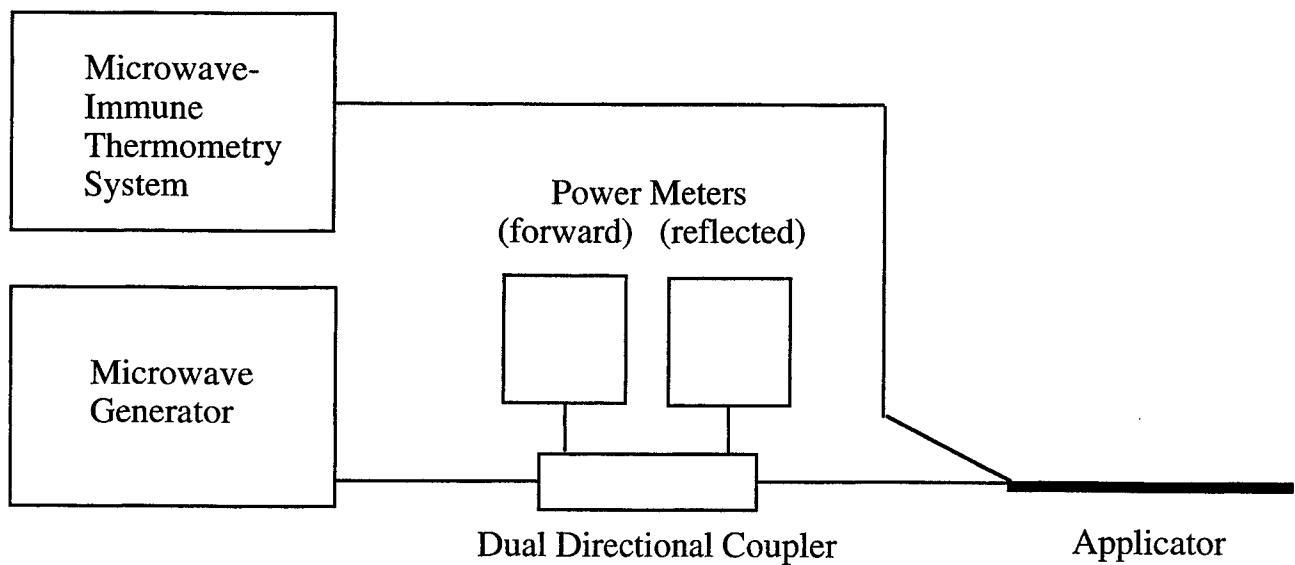 Microwave-
Immune
Thermometry
System
Power Meters
(forward) (reflected)
Microwave
Generator
Dual Directional Coupler
Applicator